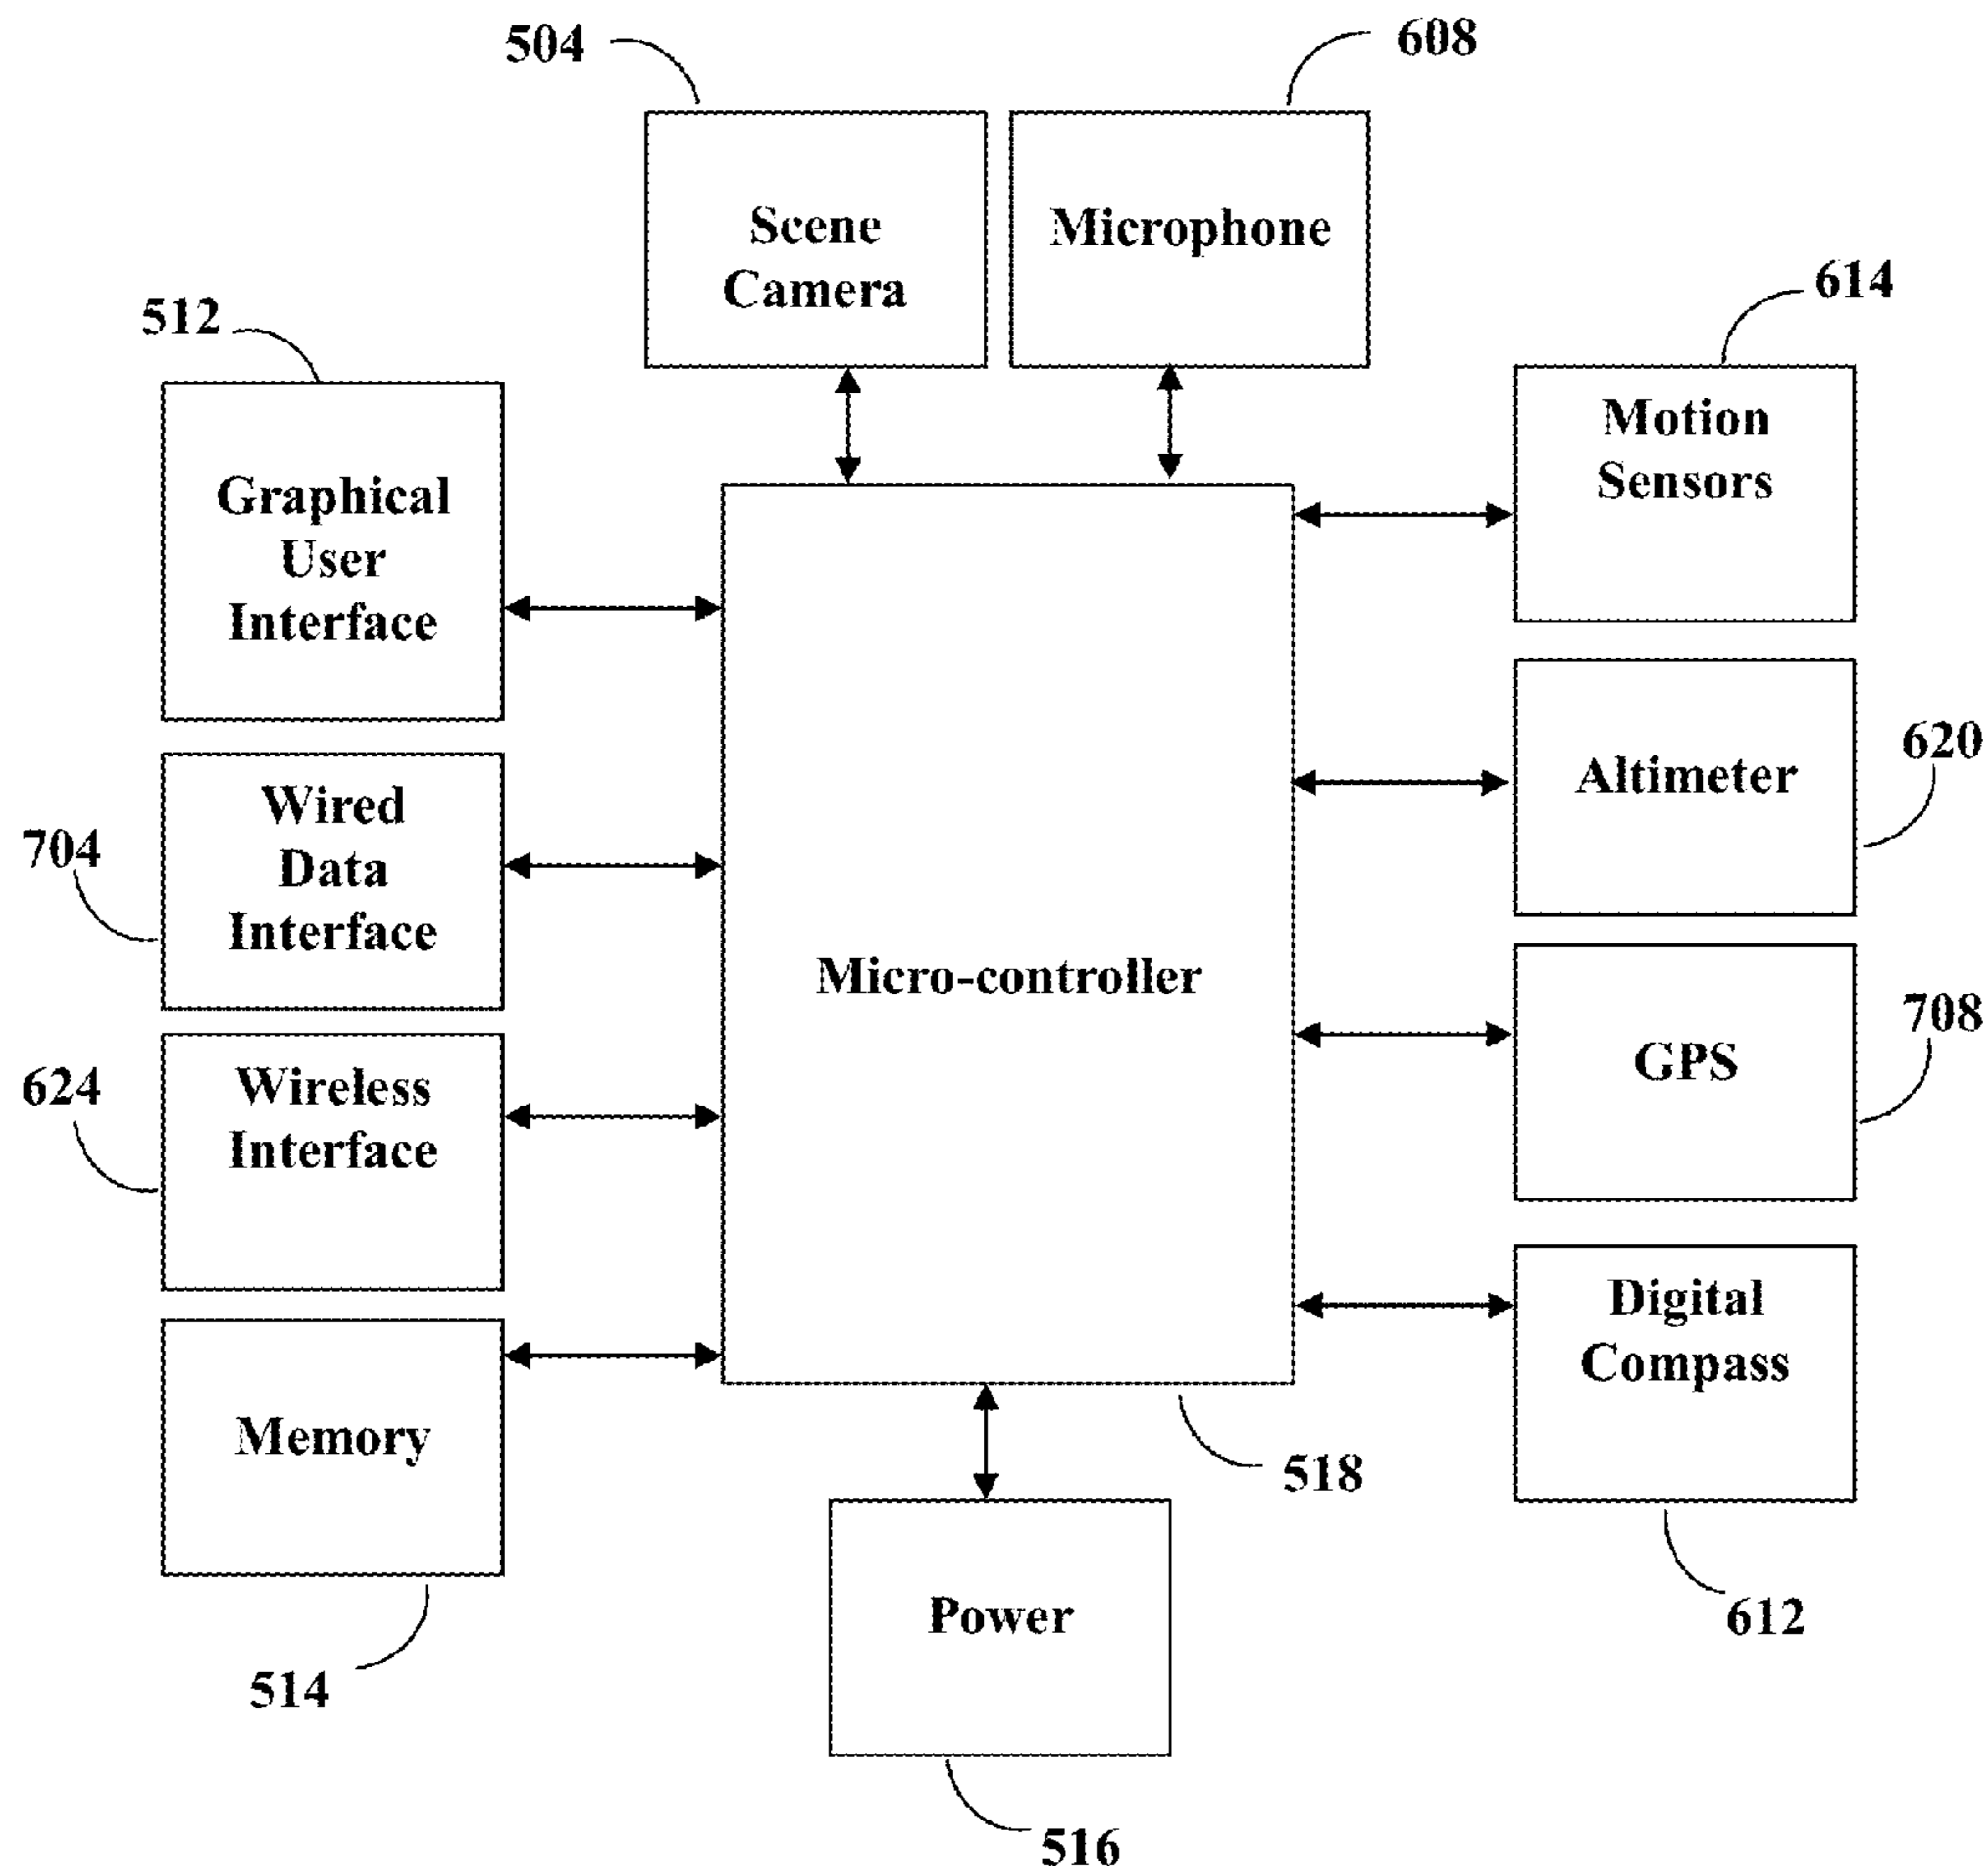 504
608
Scene
Camera
Microphone
614
512
Motion
Sensors
Graphical
User
Interface
620
Altimeter
Wired
Data
Interface
704
Micro-controller
708
GPS
624
Wireless
Interface
Digital
Compass
Memory
518
612
Power
514
516